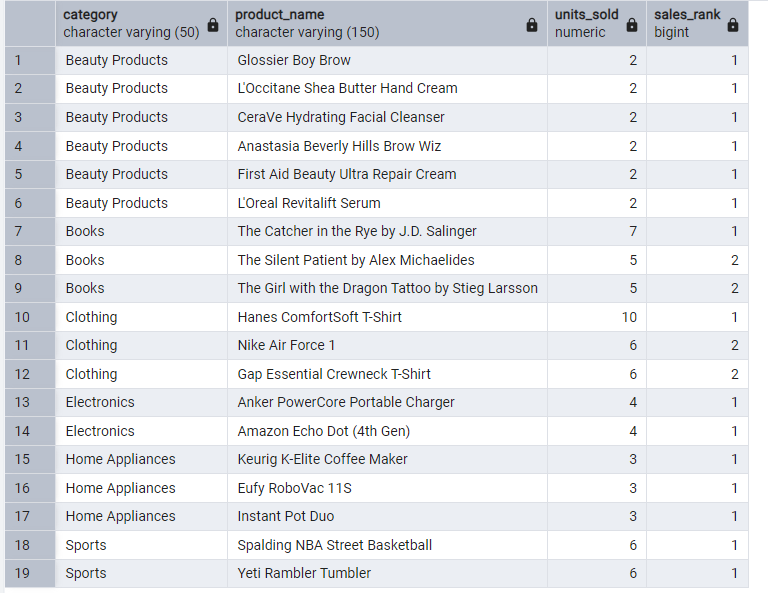 category product_name units_sold sales_rank
character varying (50) character varying (150) numeric bigint
1 Beauty Products Glossier Boy Brow 2 1
2 Beauty Products L'Occitane Shea Butter Hand Cream 2 1
3 Beauty Products CeraVe Hydrating Facial Cleanser 2 1
4 Beauty Products Anastasia Beverly Hills Brow Wiz 2 1
5 Beauty Products First Aid Beauty Ultra Repair Cream 2 1
6 Beauty Products L'Oreal Revitalift Serum 2 1
7 Books The Catcher in the Rye by J.D. Salinger 7 1
8 Books The Silent Patient by Alex Michaelides 5 2
9 Books The Girl with the Dragon Tattoo by Stieg Larsson 5 2
10 Clothing Hanes ComfortSoft T-Shirt 10 1
11 Clothing Nike Air Force 1 6 2
12 Clothing Gap Essential Crewneck T-Shirt 6 2
13 Electronics Anker PowerCore Portable Charger 4 1
14 Electronics Amazon Echo Dot (4th Gen) 4 1
15 Home Appliances Keurig K-Elite Coffee Maker 3 1
16 Home Appliances Eufy RoboVac 11S 3 1
17 Home Appliances Instant Pot Duo 3 1
18 Sports Spalding NBA Street Basketball 6 1
19 Sports Yeti Rambler Tumbler 6 1